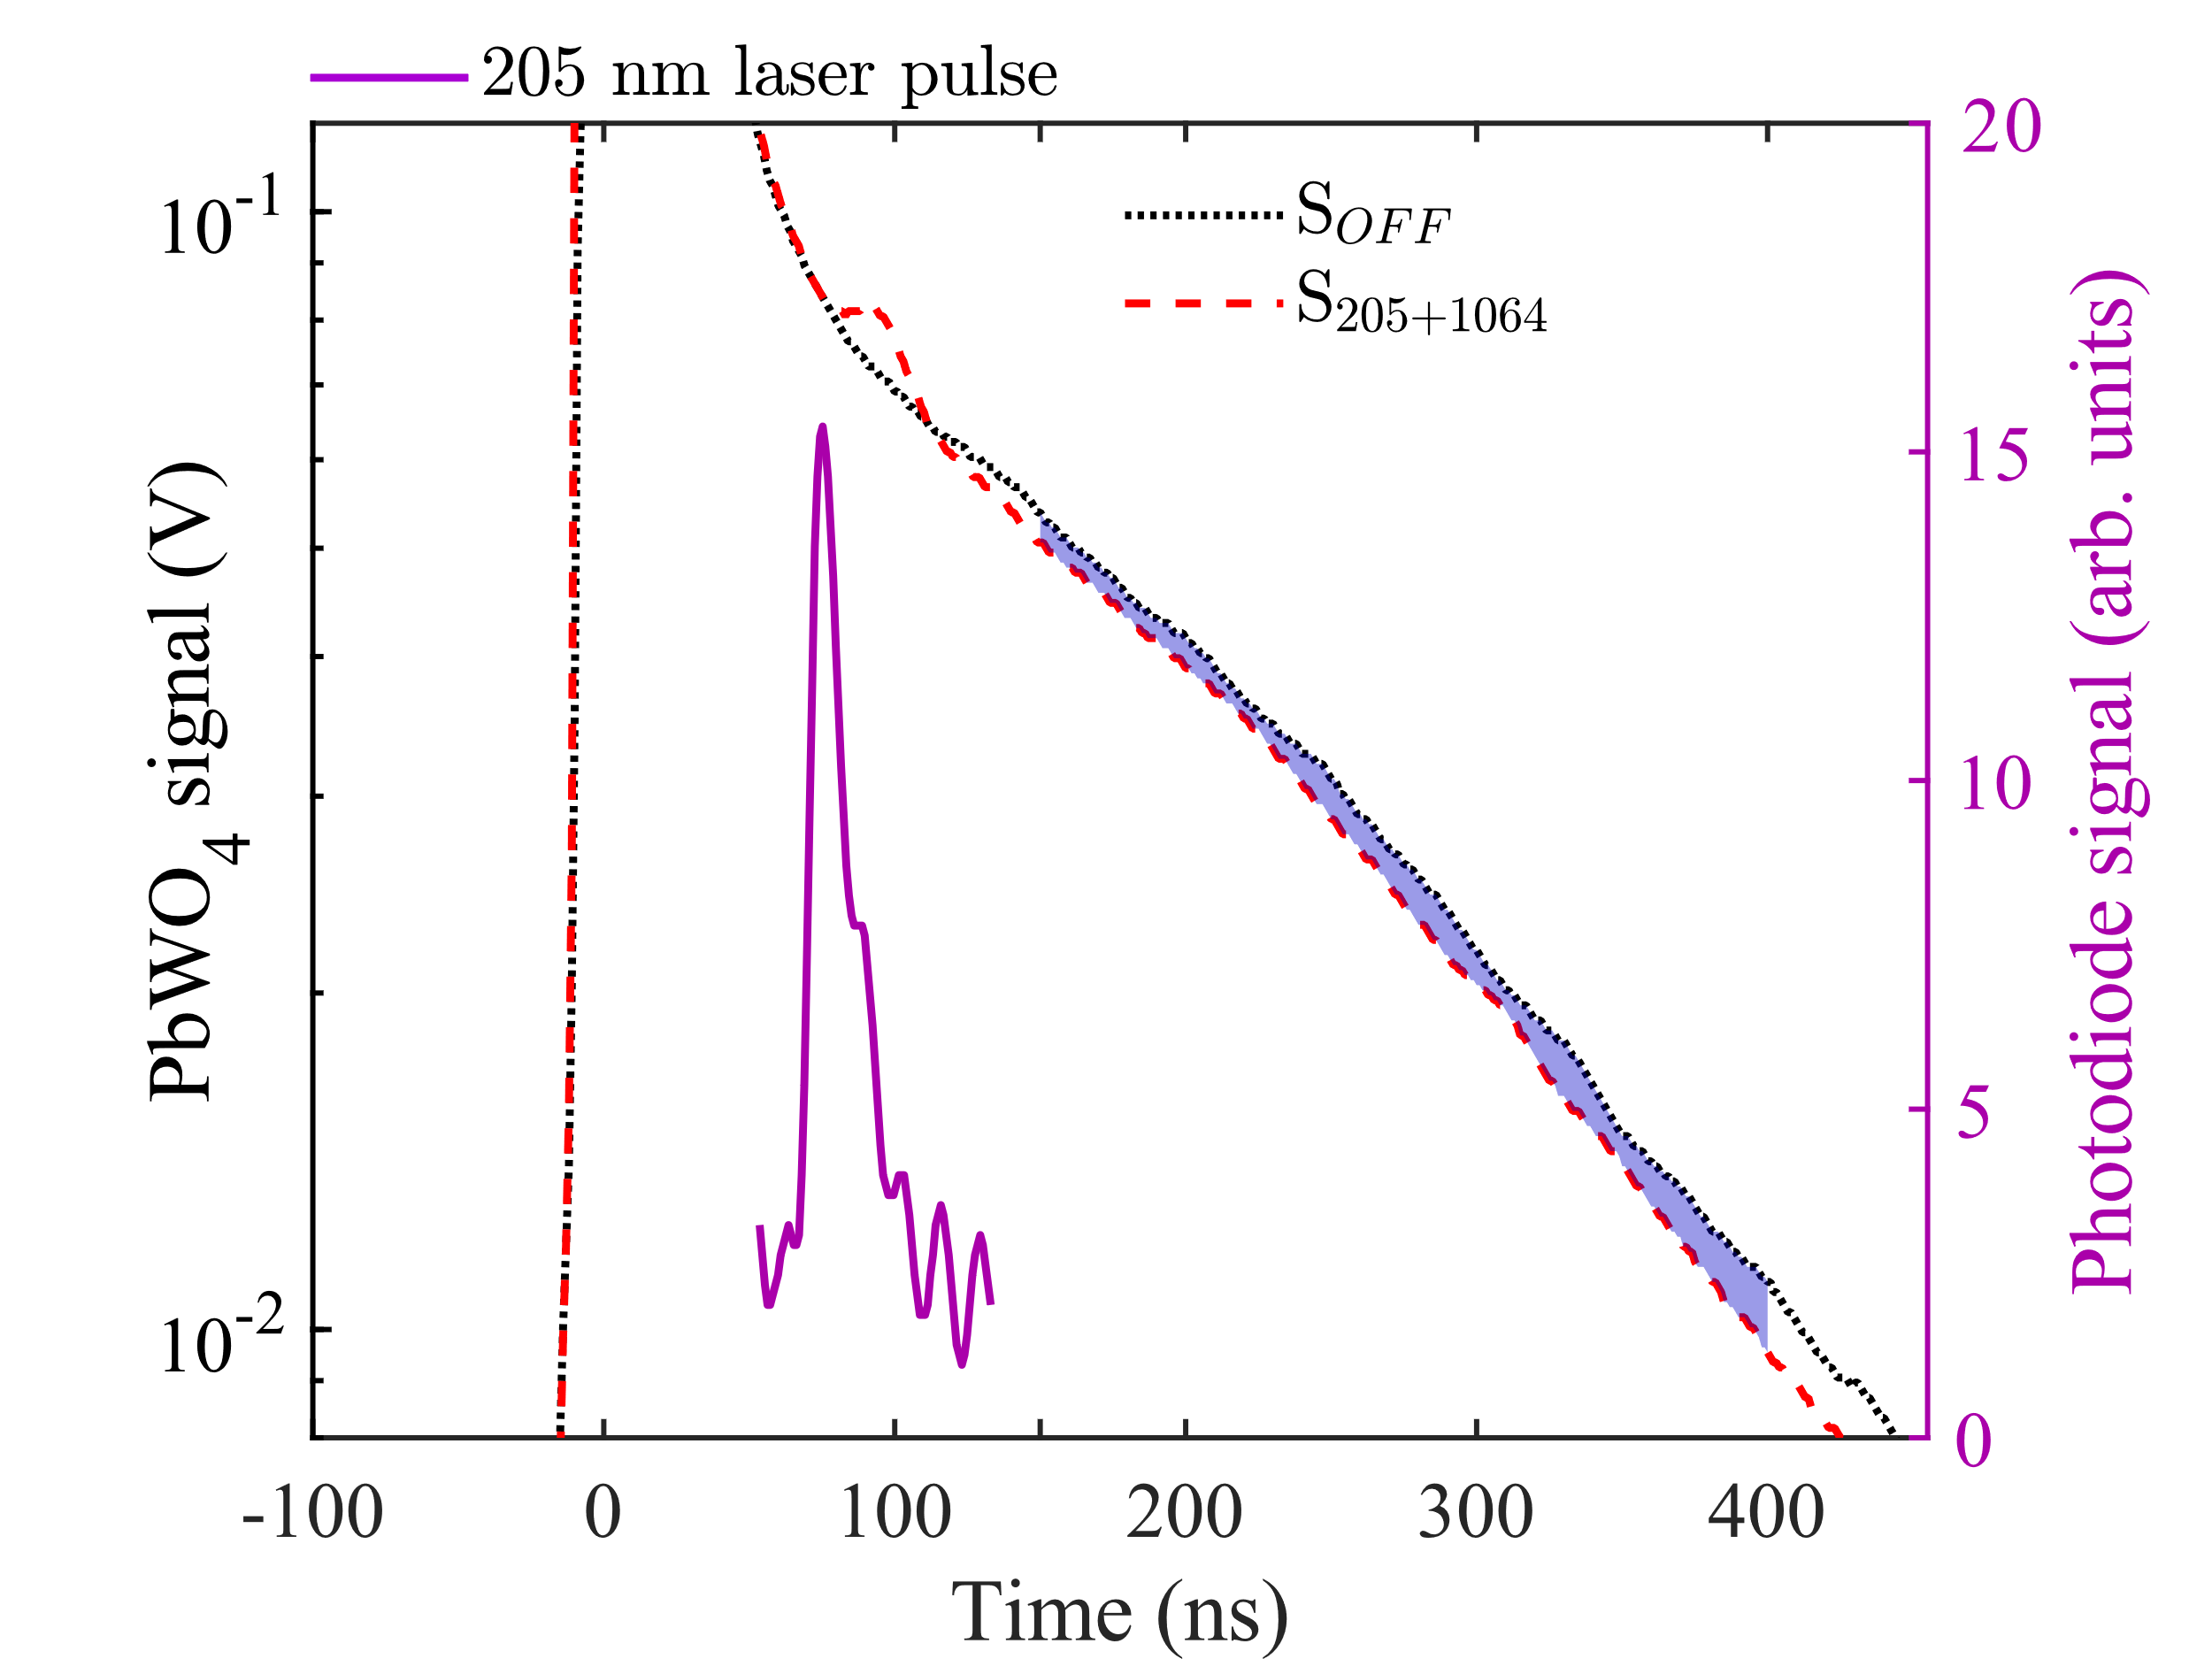 205 nm laser pulse
S_OFF
S_205+1064
PbWO_4 signal (V)
10^-1
10^-2
Photodiode signal (arb. units)
20
15
10
5
0
-100 0 100 200 300 400
Time (ns)